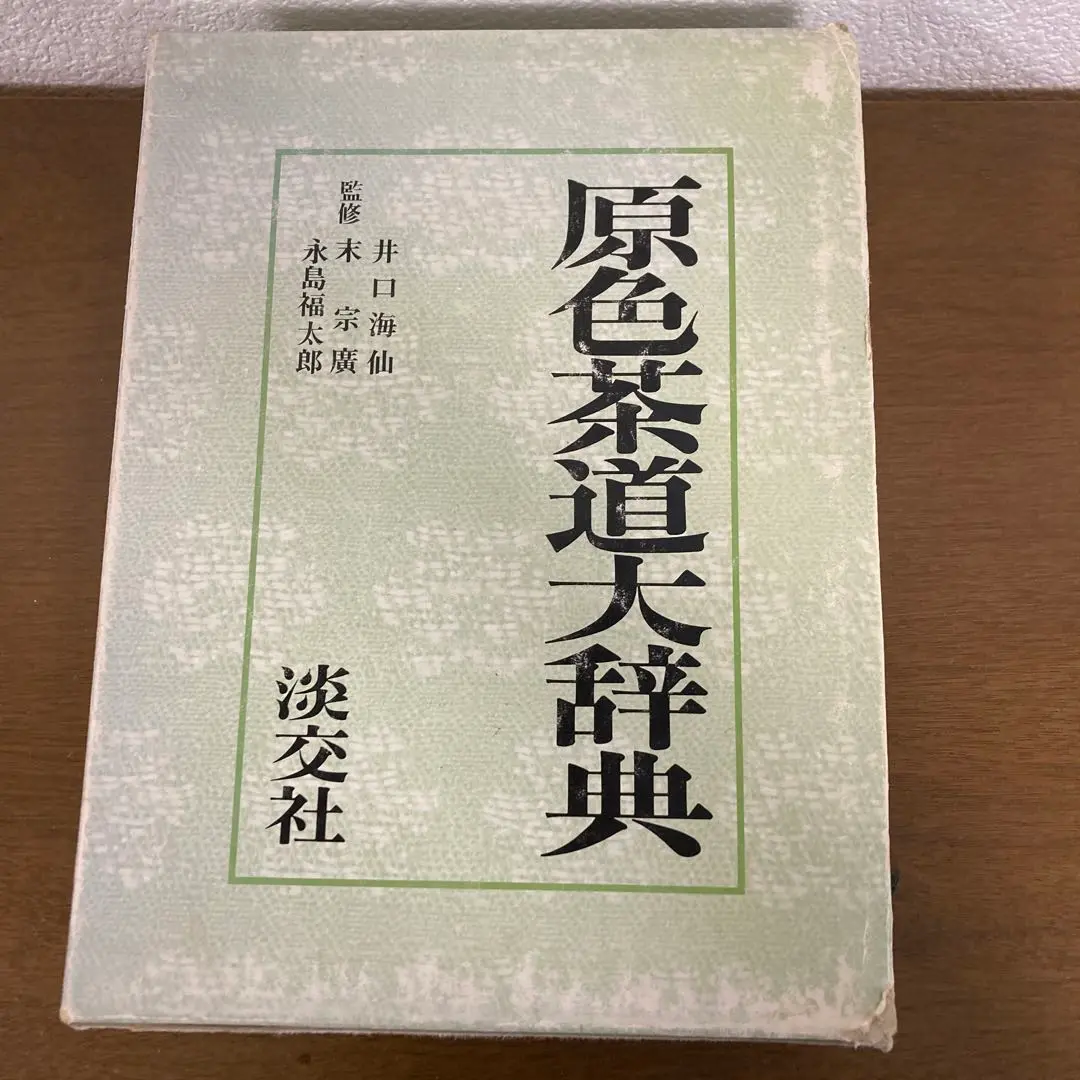 原色茶道大辞典
井口海仙
監修 末宗廣
永島福太郎
淡交社